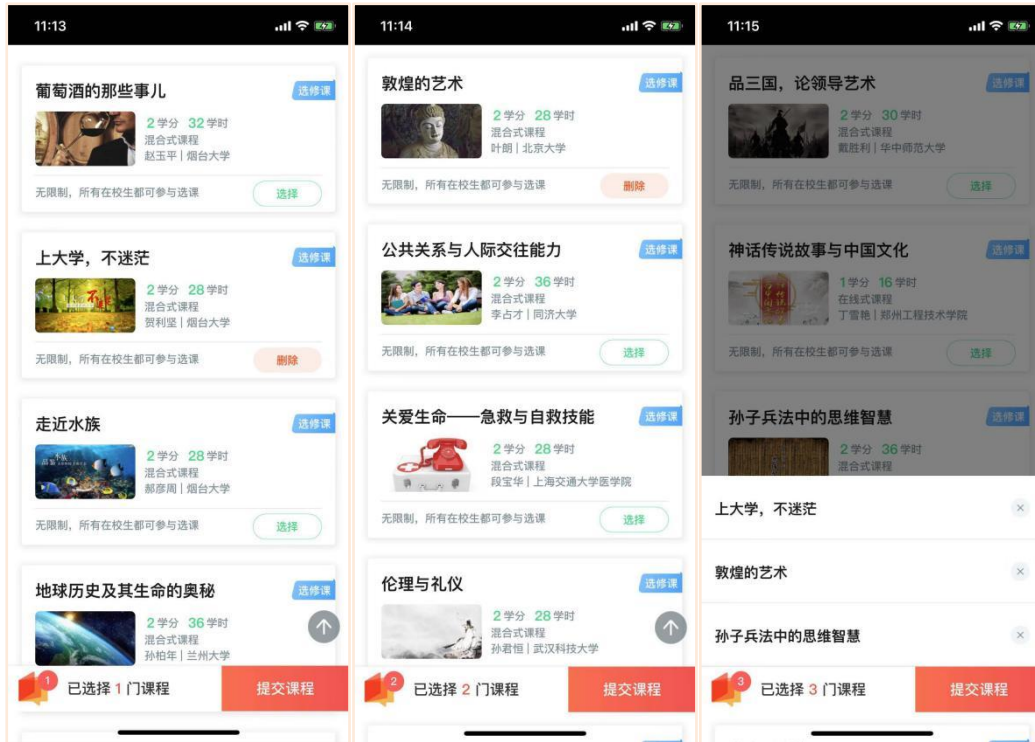 11:13
葡萄酒的那些事儿
选修课
2学分 32学时
混合式课程
赵玉平 | 烟台大学
无限制，所有在校生都可参与选课
选择
上大学，不迷茫
选修课
2学分 28学时
混合式课程
贺利坚 | 烟台大学
无限制，所有在校生都可参与选课
删除
走近水族
选修课
2学分 28学时
混合式课程
郝彦周 | 烟台大学
无限制，所有在校生都可参与选课
选择
地球历史及其生命的奥秘
选修课
2学分 36学时
混合式课程
孙柏年 | 兰州大学
1
已选择 1 门课程
提交课程
11:14
敦煌的艺术
选修课
2学分 28学时
混合式课程
叶朗 | 北京大学
无限制，所有在校生都可参与选课
删除
公共关系与人际交往能力
选修课
2学分 36学时
混合式课程
李占才 | 同济大学
无限制，所有在校生都可参与选课
选择
关爱生命——急救与自救技能
选修课
2学分 28学时
混合式课程
段宝华 | 上海交通大学医学院
无限制，所有在校生都可参与选课
选择
伦理与礼仪
选修课
2学分 28学时
混合式课程
孙君恒 | 武汉科技大学
2
已选择 2 门课程
提交课程
11:15
品三国，论领导艺术
选修课
2学分 30学时
混合式课程
戴胜利 | 华中师范大学
无限制，所有在校生都可参与选课
选择
神话传说故事与中国文化
选修课
1学分 16学时
在线式课程
丁雪艳 | 郑州工程技术学院
无限制，所有在校生都可参与选课
选择
孙子兵法中的思维智慧
选修课
2学分 36学时
混合式课程
上大学，不迷茫
敦煌的艺术
孙子兵法中的思维智慧
3
已选择 3 门课程
提交课程